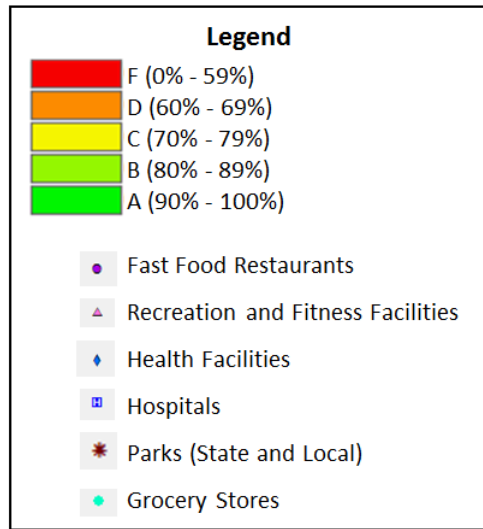 Legend
F (0% - 59%)
D (60% - 69%)
C (70% - 79%)
B (80% - 89%)
A (90% - 100%)
Fast Food Restaurants
Recreation and Fitness Facilities
Health Facilities
H Hospitals
Parks (State and Local)
Grocery Stores